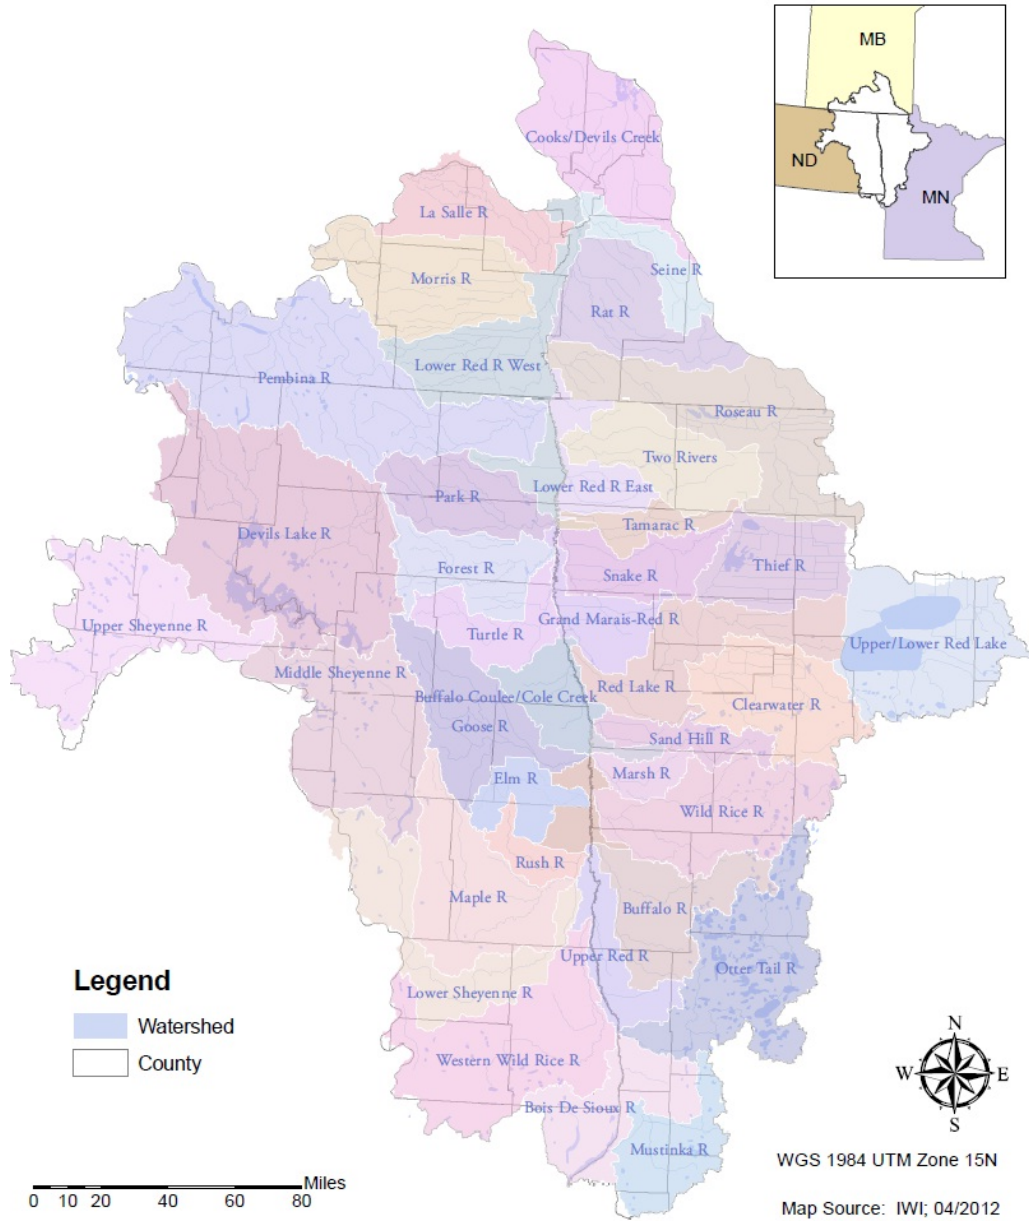 MB
ND
MN
Cooks/Devils Creek
La Salle R
Seine R
Morris R
Rat R
Lower Red R West
Pembina R
Roseau R
Two Rivers
Lower Red R East
Park R
Tamarac R
Devils Lake R
Thief R
Forest R
Snake R
Grand Marais-Red R
Upper Sheyenne R
Turtle R
Upper/Lower Red Lake
Middle Sheyenne R
Red Lake R
Buffalo Coulee/Cole Creek
Clearwater R
Goose R
Sand Hill R
Elm R
Marsh R
Wild Rice R
Rush R
Maple R
Buffalo R
Upper Red R
Otter Tail R
Lower Sheyenne R
Western Wild Rice R
Bois De Sioux R
Mustinka R
Legend
Watershed
County
N
W E
S
WGS 1984 UTM Zone 15N
Map Source: IWI; 04/2012
Miles
0 10 20 40 60 80